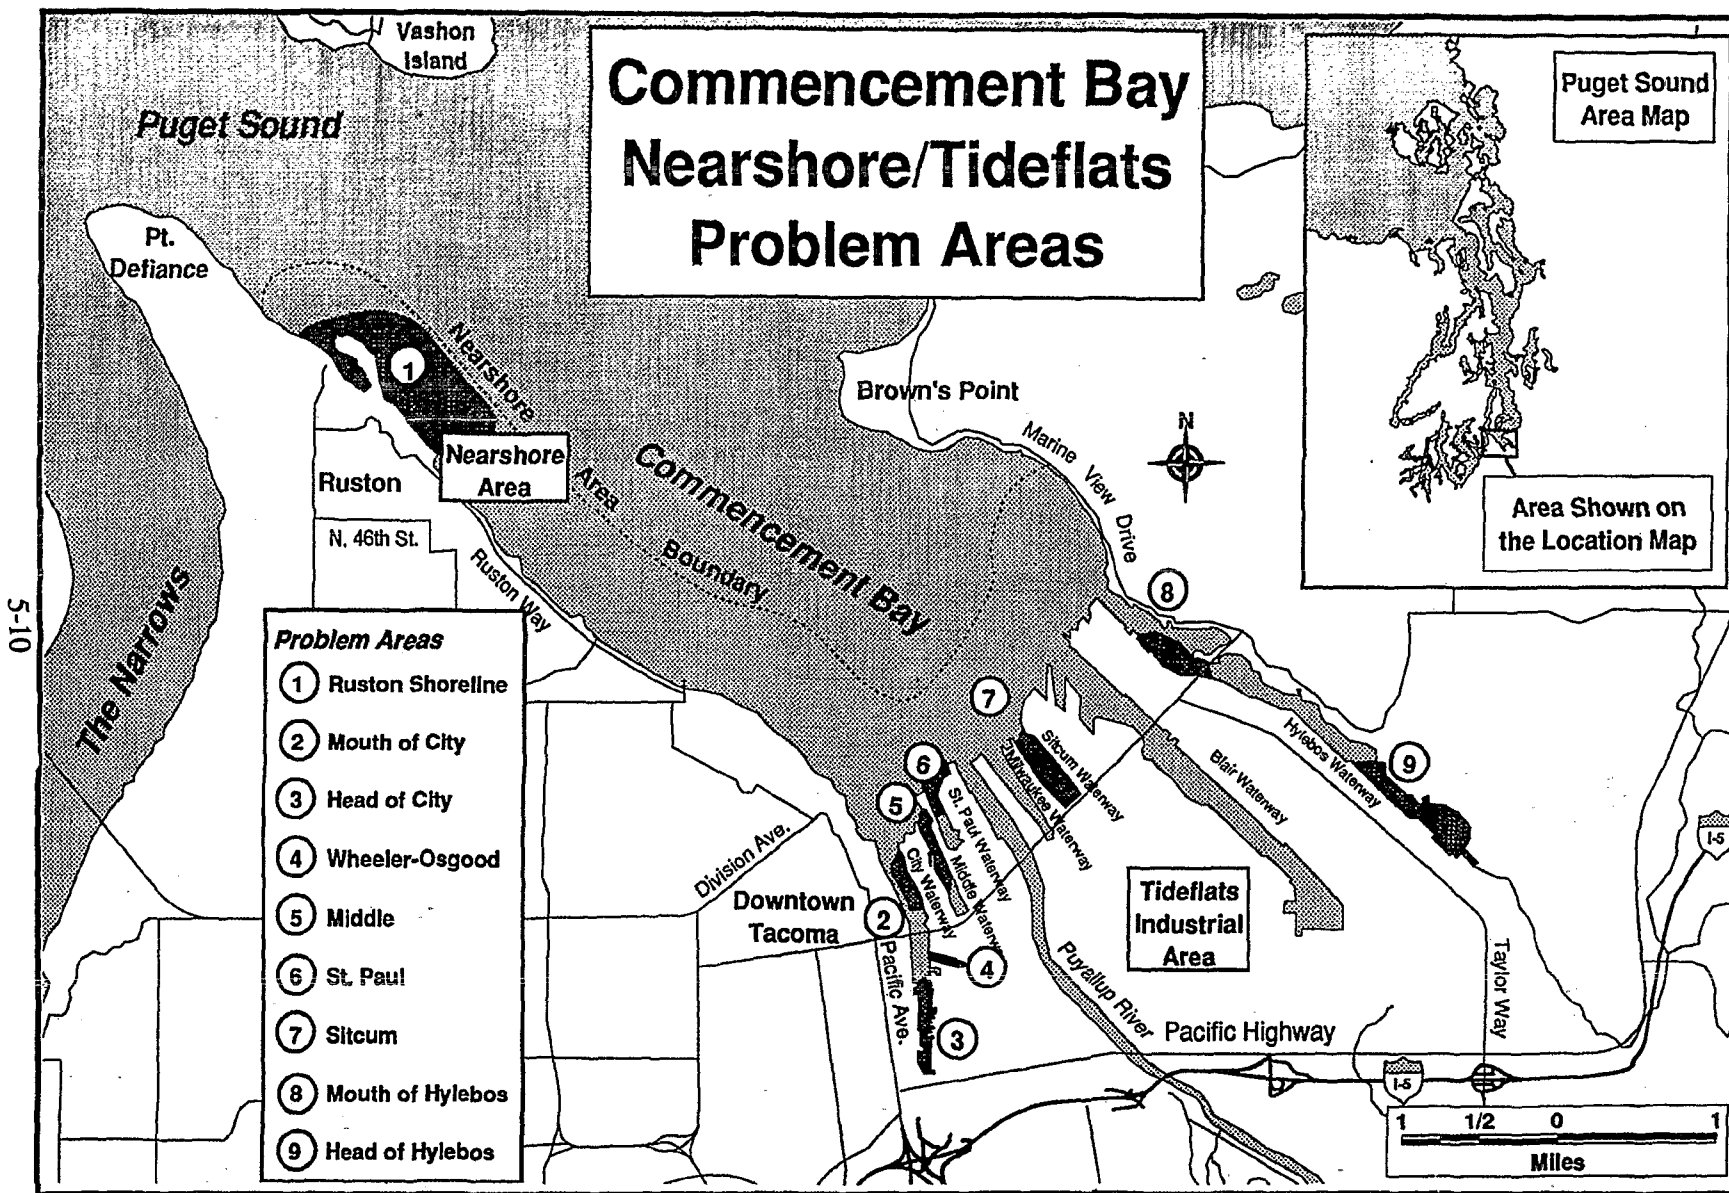 Vashon
Island
Puget Sound
Commencement Bay
Nearshore/Tideflats
Problem Areas
Puget Sound
Area Map
Pt.
Defiance
Nearshore
Area
Boundary
1
Nearshore
Area
Brown's Point
Commencement Bay
Marine View Drive
N
Area Shown on
the Location Map
Ruston
N. 46th St.
Ruston Way
The Narrows
5-10
Problem Areas
1 Ruston Shoreline
2 Mouth of City
3 Head of City
4 Wheeler-Osgood
5 Middle
6 St. Paul
7 Sitcum
8 Mouth of Hylebos
9 Head of Hylebos
8
7
6
5
9
Sitcum Waterway
Milwaukee Waterway
St. Paul Waterway
Middle Waterway
City Waterway
Blair Waterway
Hylebos Waterway
I-5
Division Ave.
Downtown
Tacoma
2
4
3
Pacific Ave.
Puyallup River
Tideflats
Industrial
Area
Taylor Way
Pacific Highway
I-5
1 1/2 0 1
Miles